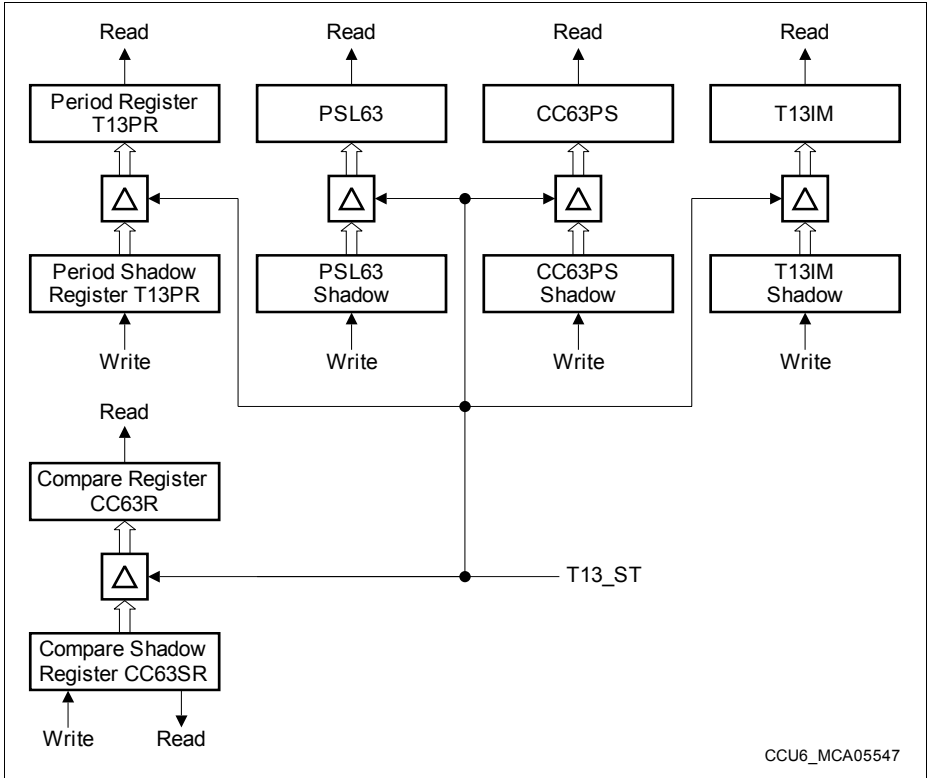 Read
Read
Read
Read
Period Register
T13PR
PSL63
CC63PS
T13IM
Period Shadow
Register T13PR
PSL63
Shadow
CC63PS
Shadow
T13IM
Shadow
Write
Write
Write
Write
Read
Compare Register
CC63R
T13_ST
Compare Shadow
Register CC63SR
Write
Read
CCU6_MCA05547